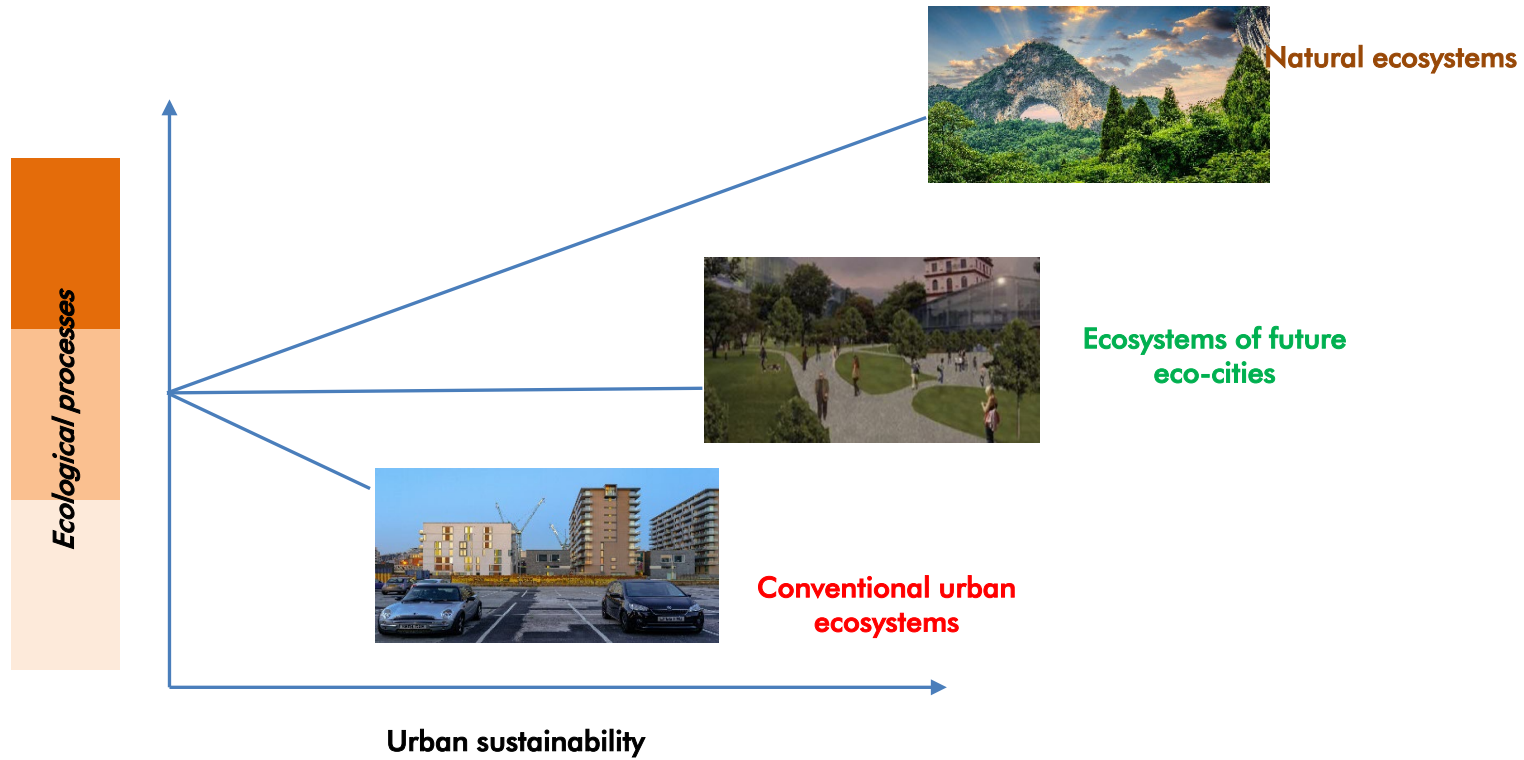 Natural ecosystems
Ecological processes
Ecosystems of future
eco-cities
Conventional urban
ecosystems
Urban sustainability